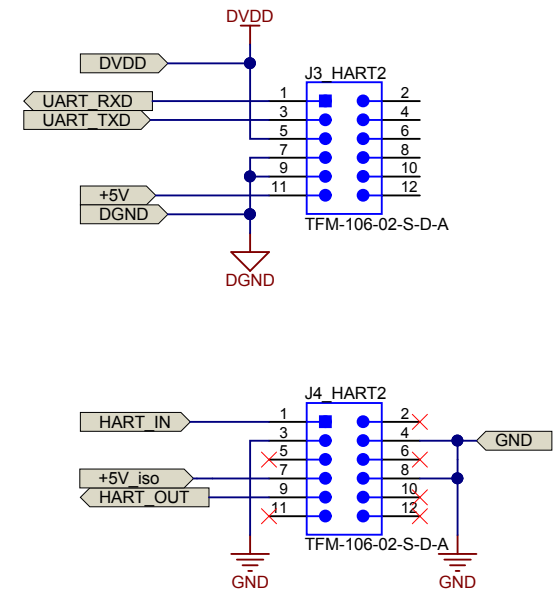 DVDD
DVDD
J3_HART2
UART_RXD 1 2
UART_TXD 3 4
5 6
7 8
9 10
+5V 11 12
DGND
TFM-106-02-S-D-A
DGND
J4_HART2
HART_IN 1 2
3 4 GND
5 6
+5V_iso 7 8
HART_OUT 9 10
11 12
TFM-106-02-S-D-A
GND GND